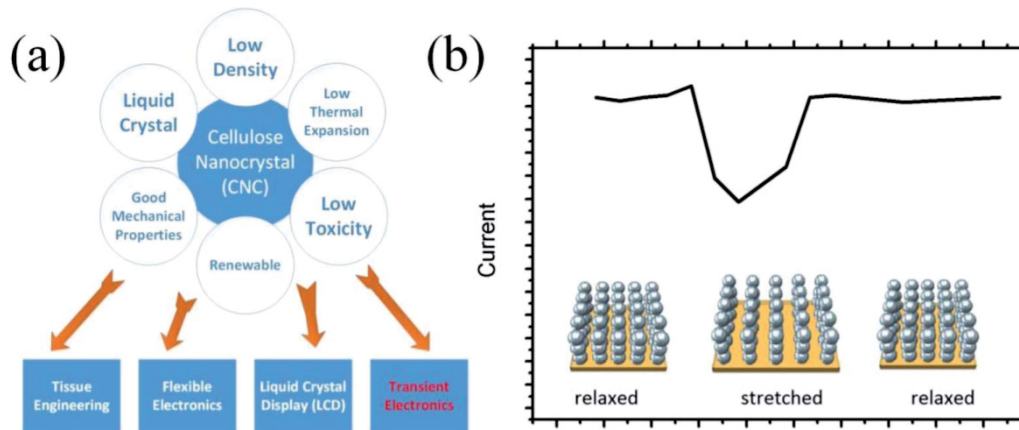 (a)
Low
Density
Liquid
Crystal
Low
Thermal
Expansion
Cellulose
Nanocrystal
(CNC)
Good
Mechanical
Properties
Low
Toxicity
Renewable
Tissue
Engineering
Flexible
Electronics
Liquid Crystal
Display (LCD)
Transient
Electronics
(b)
Current
relaxed
stretched
relaxed